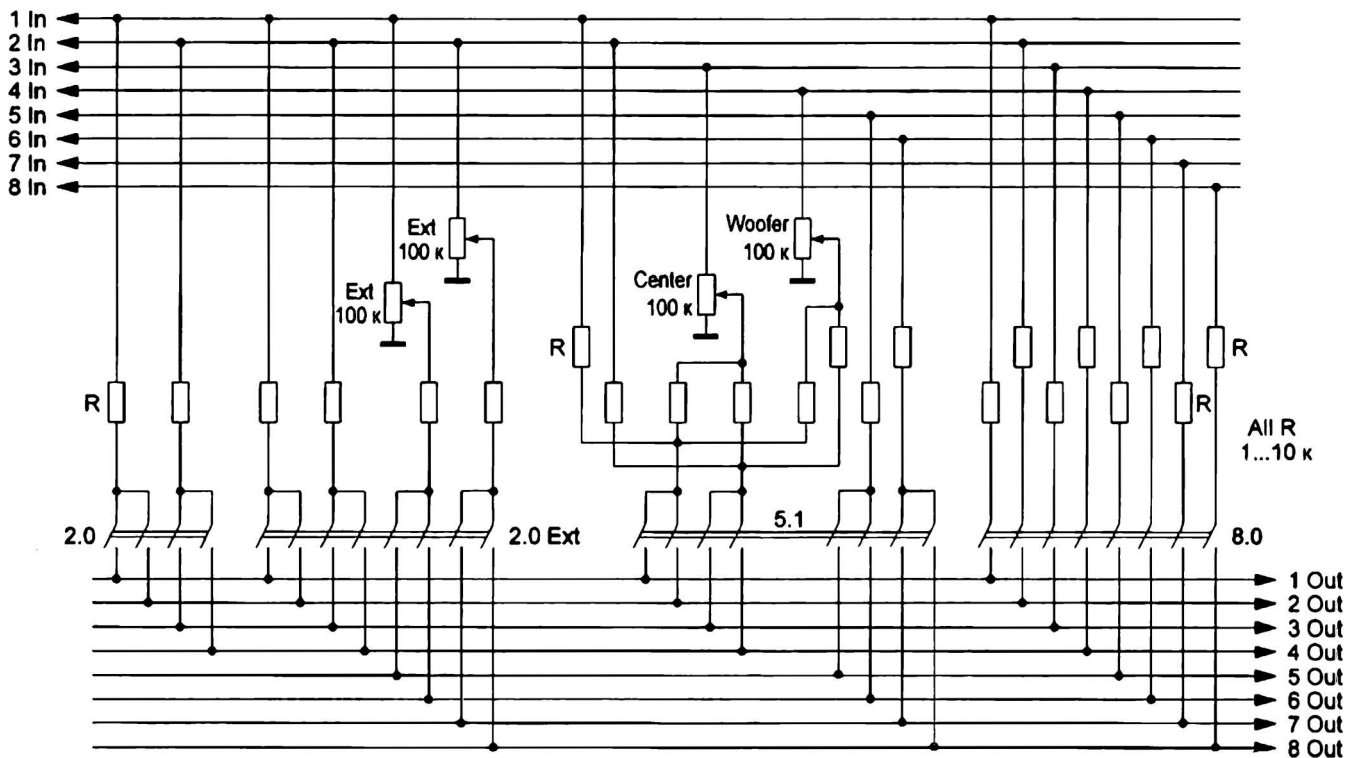 1 In
2 In
3 In
4 In
5 In
6 In
7 In
8 In
Ext
100 к
Ext
100 к
Woofer
100 к
Center
100 к
R
R
R
R
All R
1...10 к
2.0
2.0 Ext
5.1
8.0
1 Out
2 Out
3 Out
4 Out
5 Out
6 Out
7 Out
8 Out